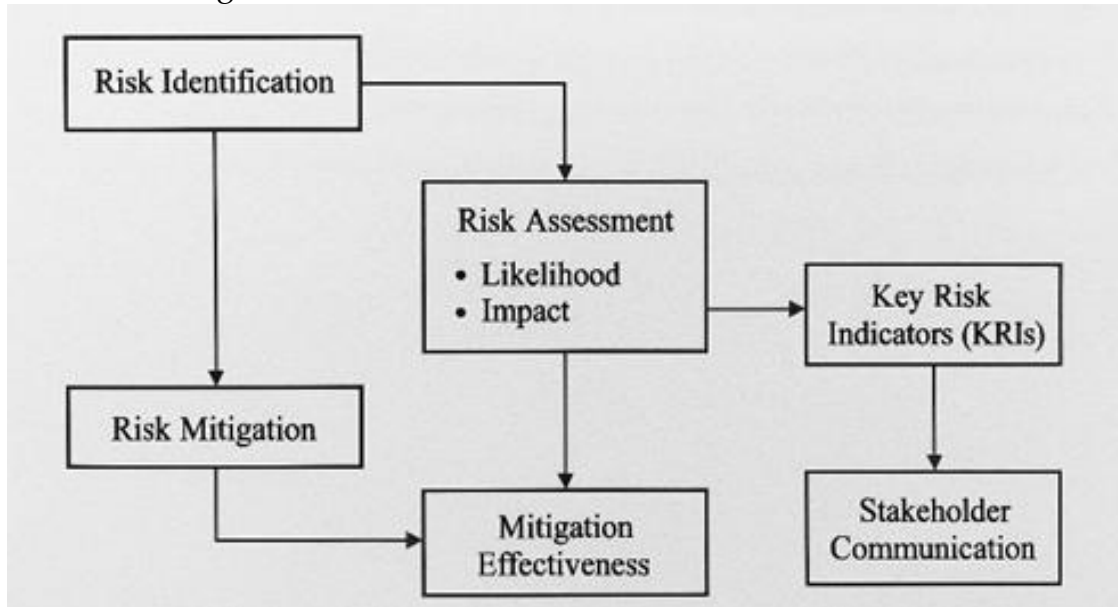 Risk Identification
Risk Assessment
• Likelihood
• Impact
Key Risk
Indicators (KRIs)
Risk Mitigation
Mitigation
Effectiveness
Stakeholder
Communication